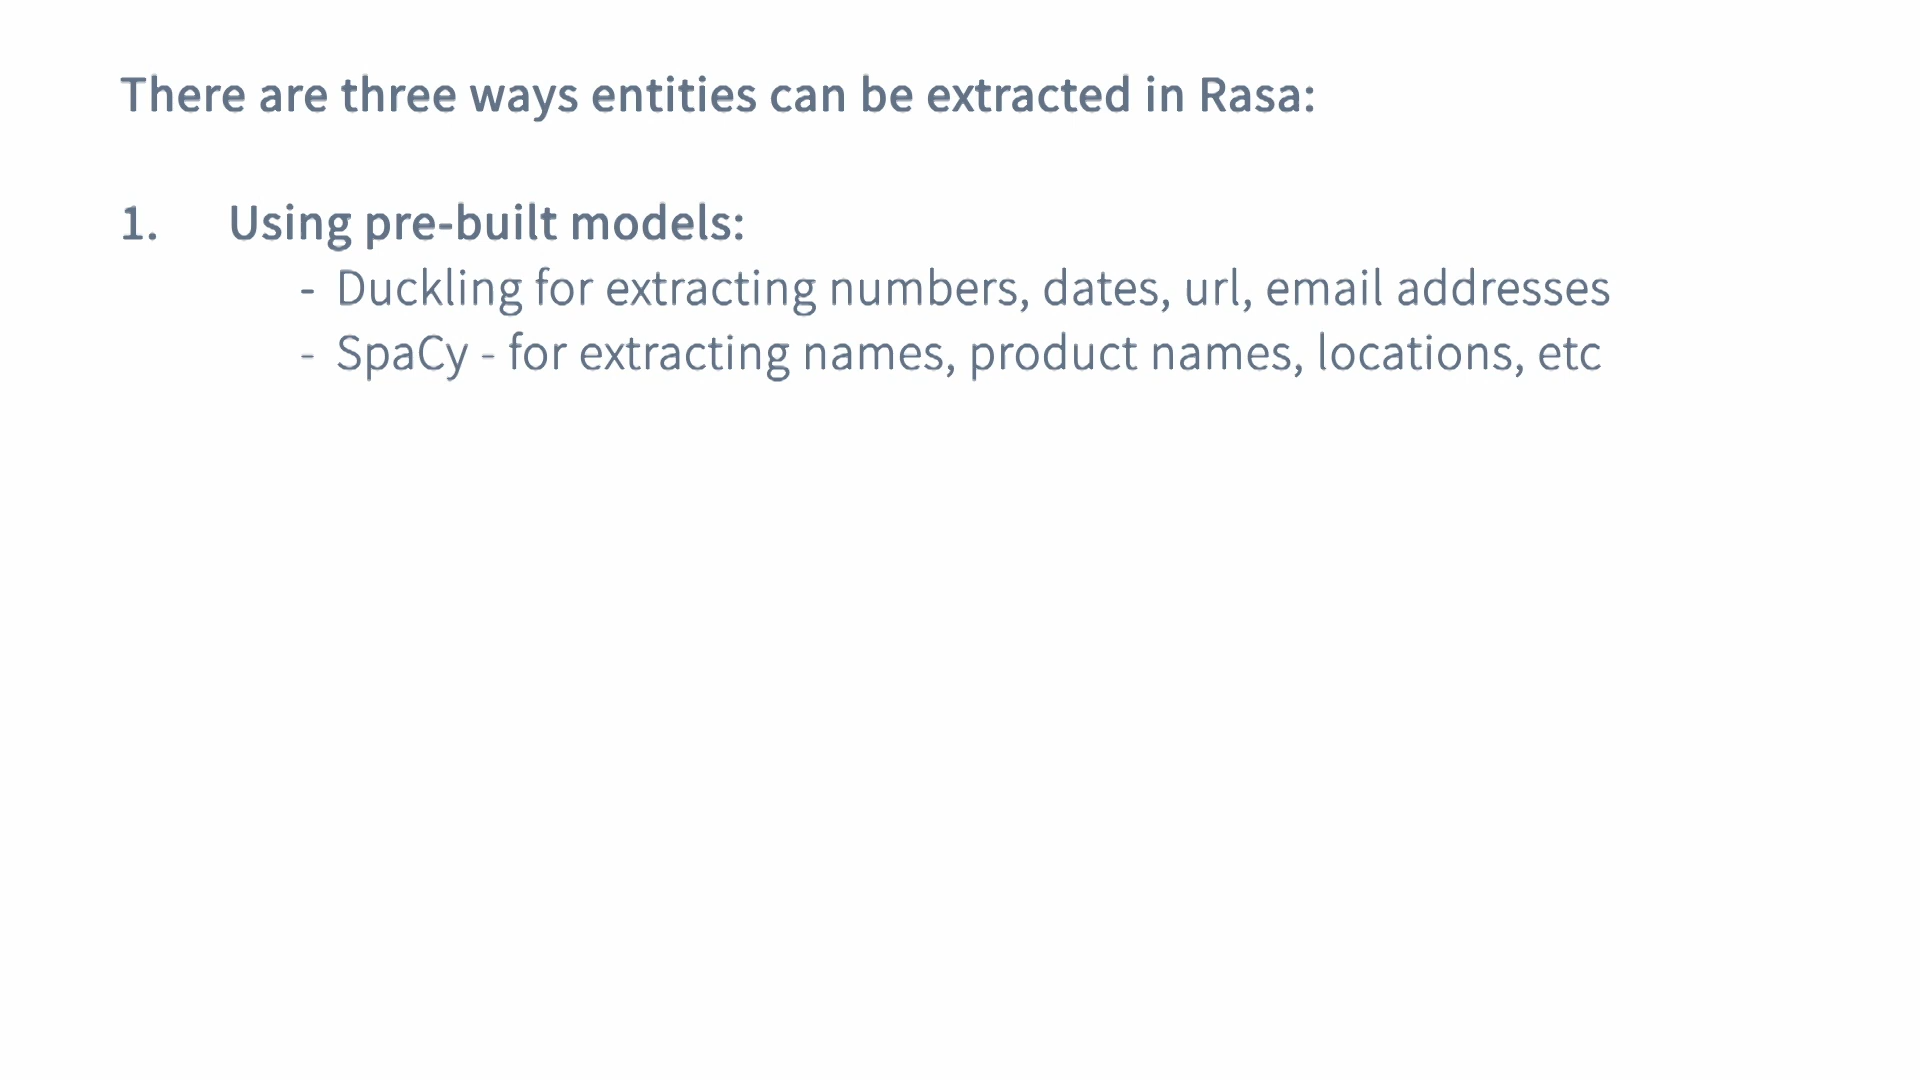 There are three ways entities can be extracted in Rasa:
1. Using pre-built models:
- Duckling for extracting numbers, dates, url, email addresses
- SpaCy - for extracting names, product names, locations, etc